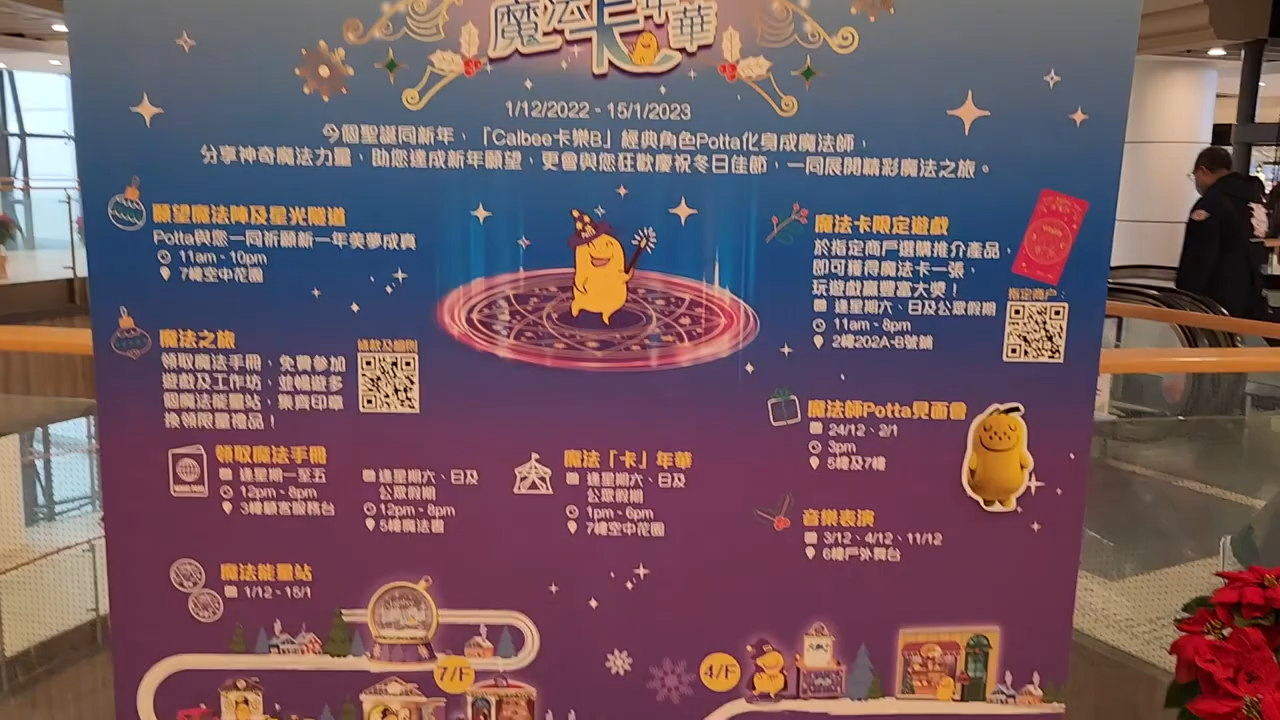 魔法卡年華
1/12/2022 - 15/1/2023
今個聖誕同新年，「Calbee卡樂B」經典角色Potta化身成魔法師，
分享神奇魔法力量，助您達成新年願望，更會與您狂歡慶祝冬日佳節，一同展開精彩魔法之旅。
願望魔法陣及星光隧道
Potta與您一同祈願新一年美夢成真
11am - 10pm
7樓空中花園
魔法之旅
領取魔法手冊，免費參加
遊戲及工作坊，並暢遊多
個魔法能量站，集齊印章
換領限量禮品！
條款及細則
領取魔法手冊
逢星期一至五
12pm - 8pm
3樓顧客服務台
逢星期六、日及
公眾假期
12pm - 8pm
5樓魔法書
魔法「卡」年華
逢星期六、日及
公眾假期
1pm - 6pm
7樓空中花園
魔法能量站
1/12 - 15/1
魔法卡限定遊戲
於指定商戶選購推介產品，
即可獲得魔法卡一張，
玩遊戲贏豐富大獎！
逢星期六、日及公眾假期
11am - 8pm
2樓202A-B號舖
指定商戶：
魔法師Potta見面會
24/12、2/1
3pm
5樓及7樓
音樂表演
3/12、4/12、11/12
6樓戶外舞台
7/F
4/F